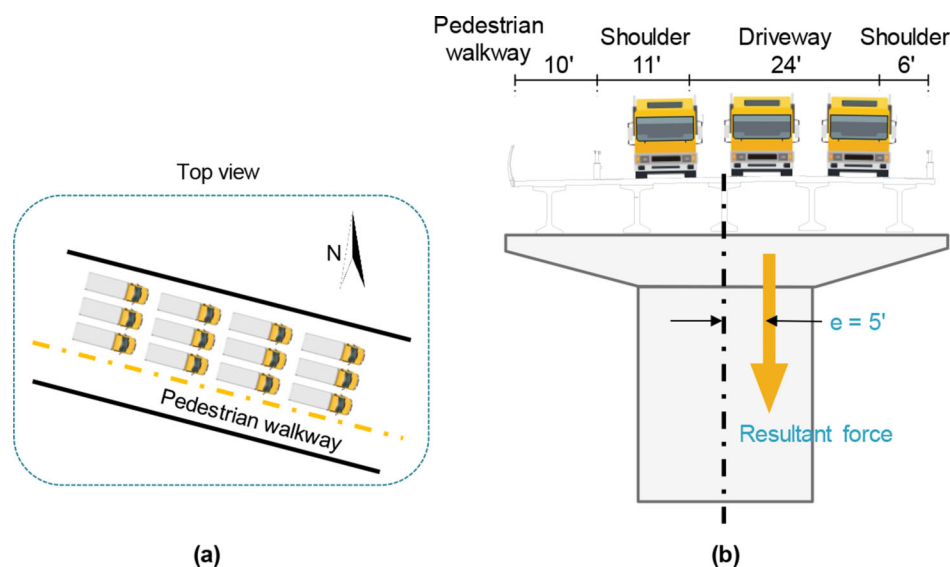 Top view
N
Pedestrian walkway
(a)
Pedestrian
walkway
Shoulder
Driveway
Shoulder
10'
11'
24'
6'
e = 5'
Resultant force
(b)